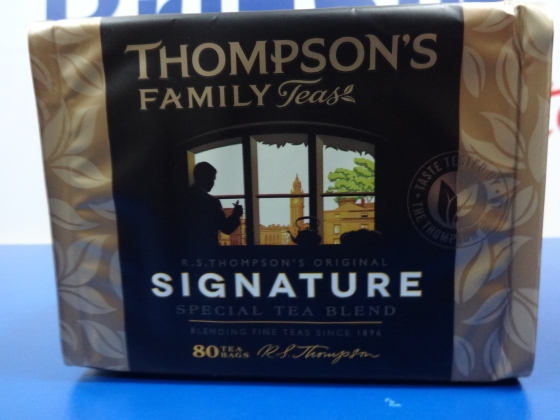 THOMPSON'S
FAMILY Teas
TASTE TESTED BY
THE THOMPSON
R.S.THOMPSON'S ORIGINAL
SIGNATURE
SPECIAL TEA BLEND
BLENDING FINE TEAS SINCE 1896
80 TEA BAGS R S Thompson